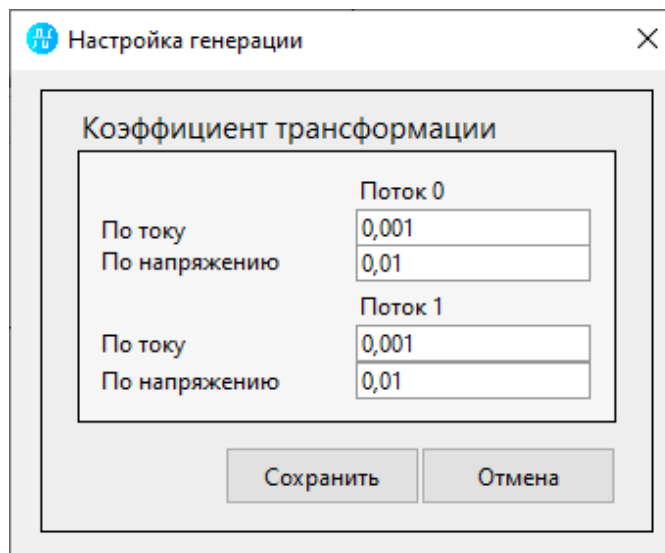 Настройка генерации
Коэффициент трансформации
Поток 0
По току 0,001
По напряжению 0,01
Поток 1
По току 0,001
По напряжению 0,01
Сохранить Отмена